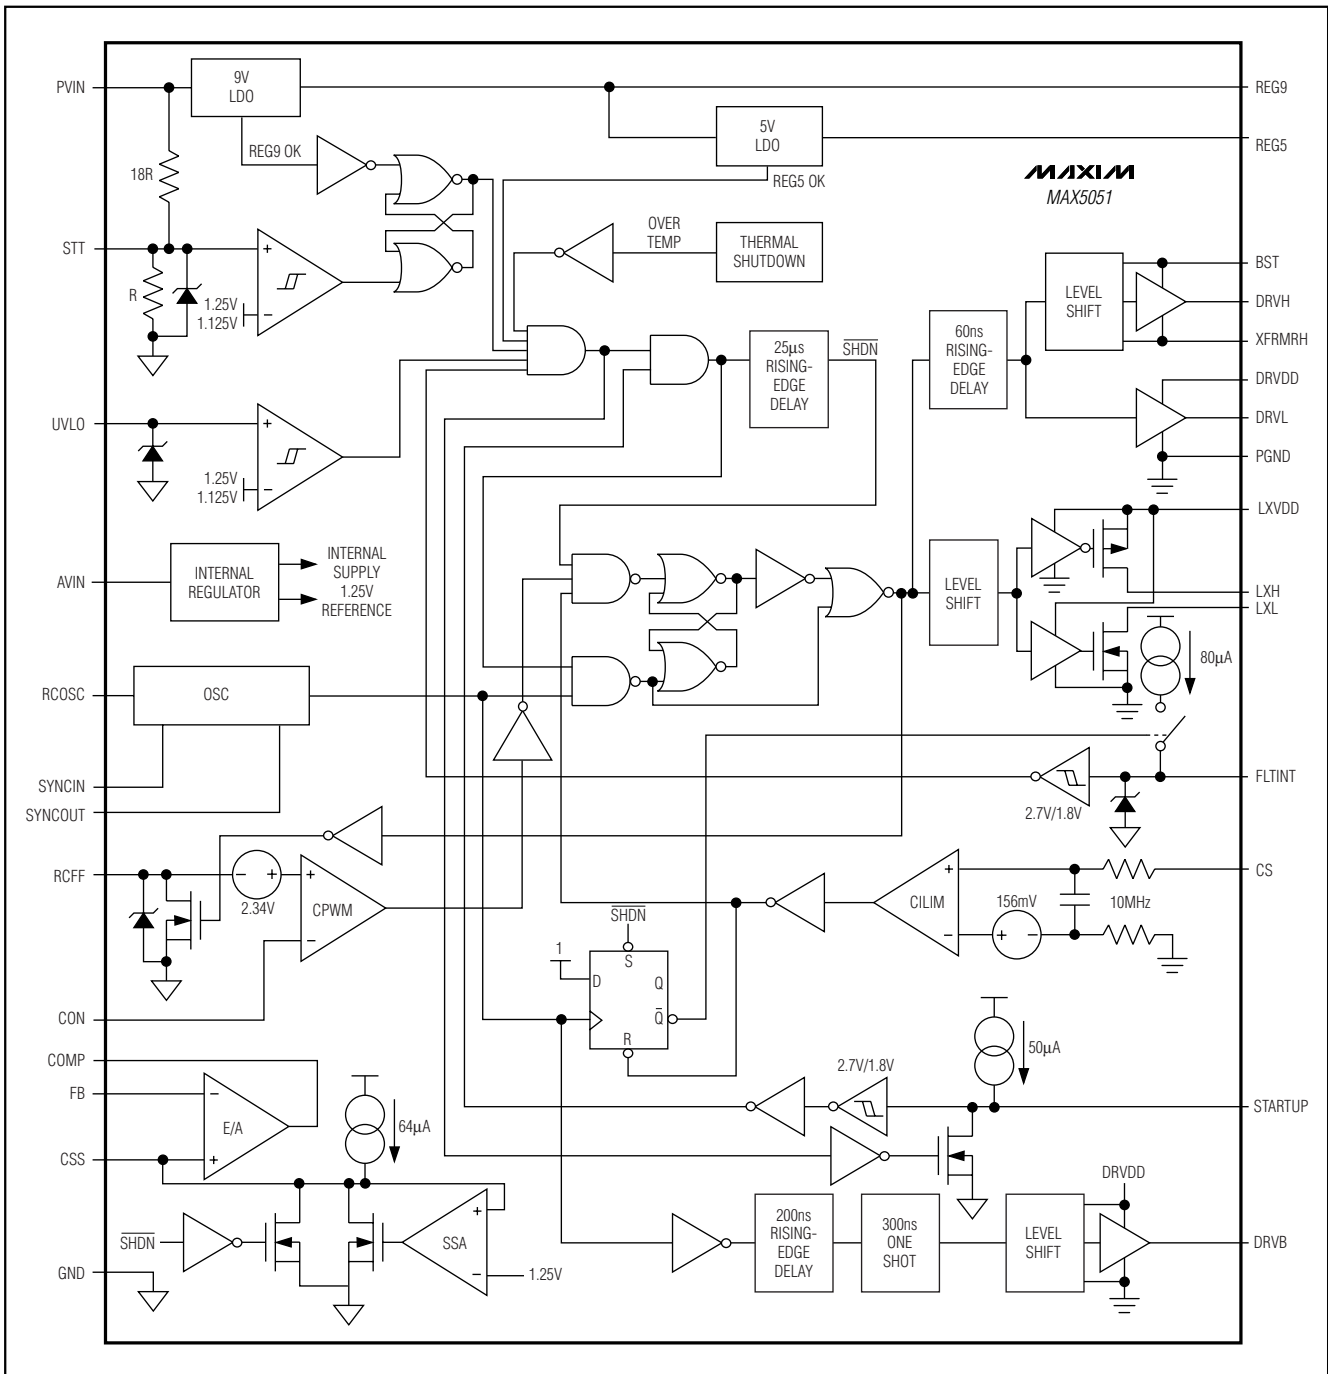 PVIN
9V
LDO
REG9
5V
LDO
REG5
REG9 OK
18R
REG5 OK
MAXIM
MAX5051
STT
OVER
TEMP
THERMAL
SHUTDOWN
BST
LEVEL
SHIFT
DRVH
XFRMRH
R
1.25V
1.125V
60ns
RISING-
EDGE
DELAY
25µs
RISING-
EDGE
DELAY
SHDN
DRVDD
DRVL
PGND
UVLO
1.25V
1.125V
LXVDD
AVIN
INTERNAL
REGULATOR
INTERNAL
SUPPLY
1.25V
REFERENCE
LEVEL
SHIFT
LXH
LXL
80µA
RCOSC
OSC
SYNCIN
SYNCOUT
FLTINT
2.7V/1.8V
RCFF
−
+
2.34V
+
CPWM
−
CS
+
CILIM
−
156mV
+
−
10MHz
SHDN
1
S
D
Q
Q
R
CON
COMP
FB
−
E/A
+
CSS
64µA
50µA
2.7V/1.8V
STARTUP
DRVDD
SHDN
+
SSA
−
1.25V
200ns
RISING-
EDGE
DELAY
300ns
ONE
SHOT
LEVEL
SHIFT
DRVB
GND